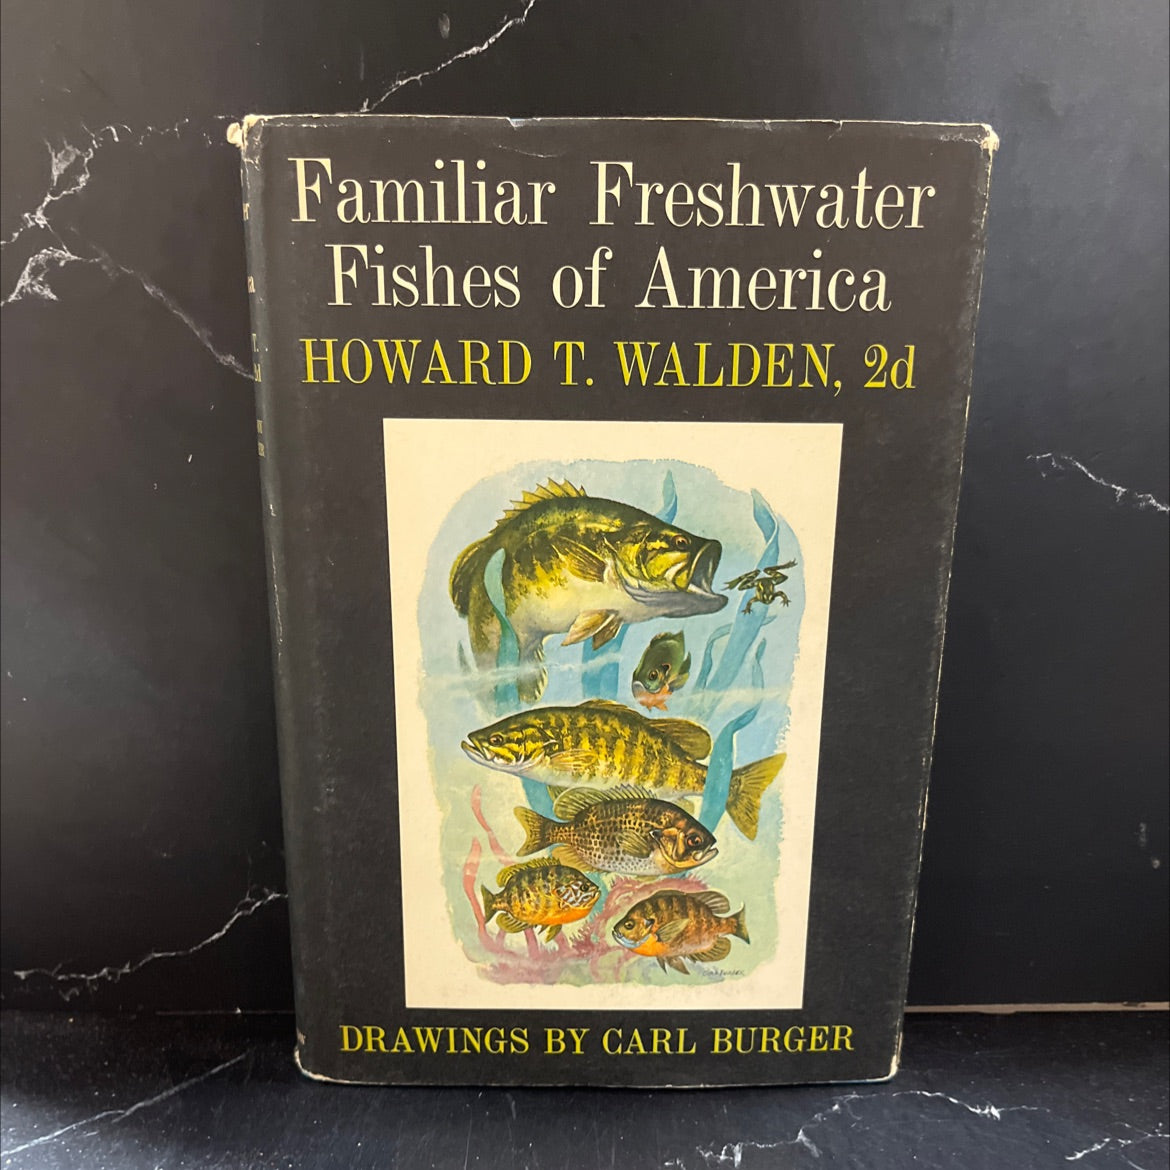 Familiar Freshwater
Fishes of America
HOWARD T. WALDEN, 2d
DRAWINGS BY CARL BURGER